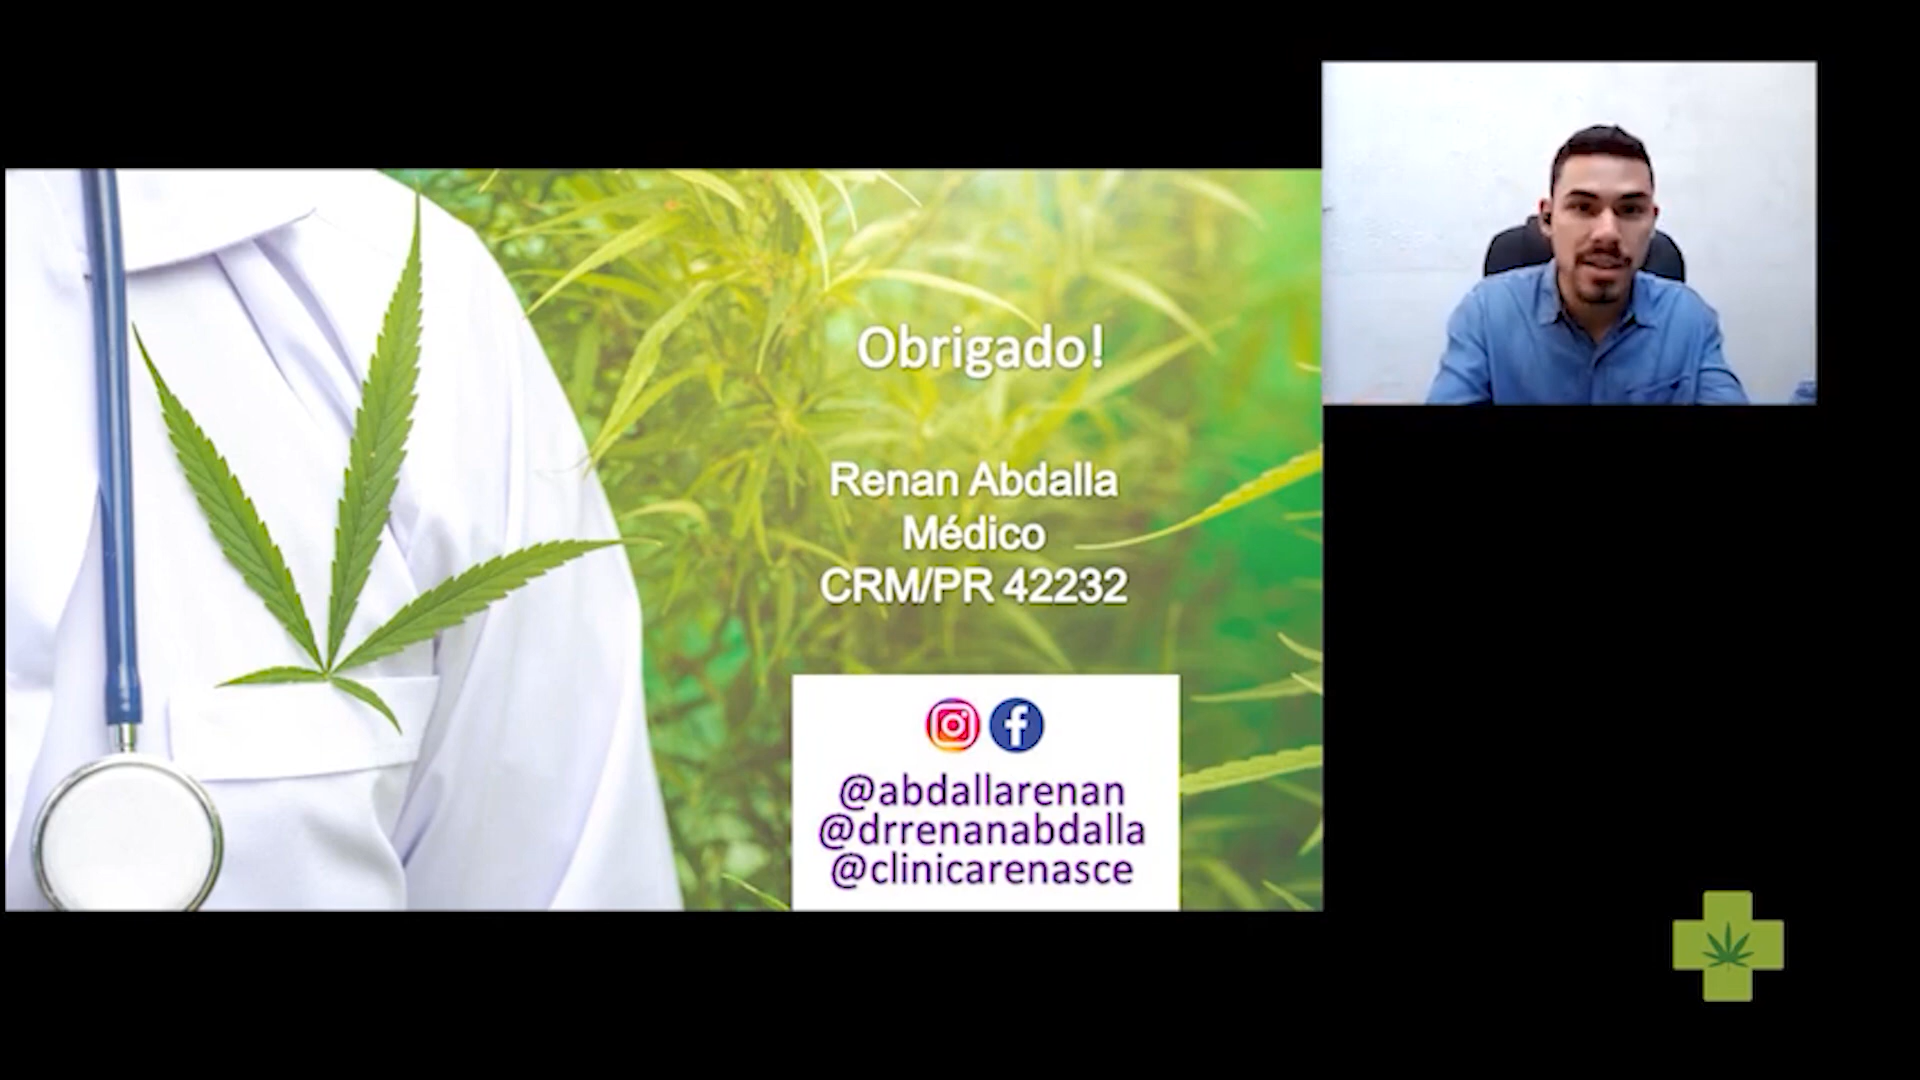 Obrigado!
Renan Abdalla
Médico
CRM/PR 42232
@abdallarenan
@drrenanabdalla
@clinicarenasce